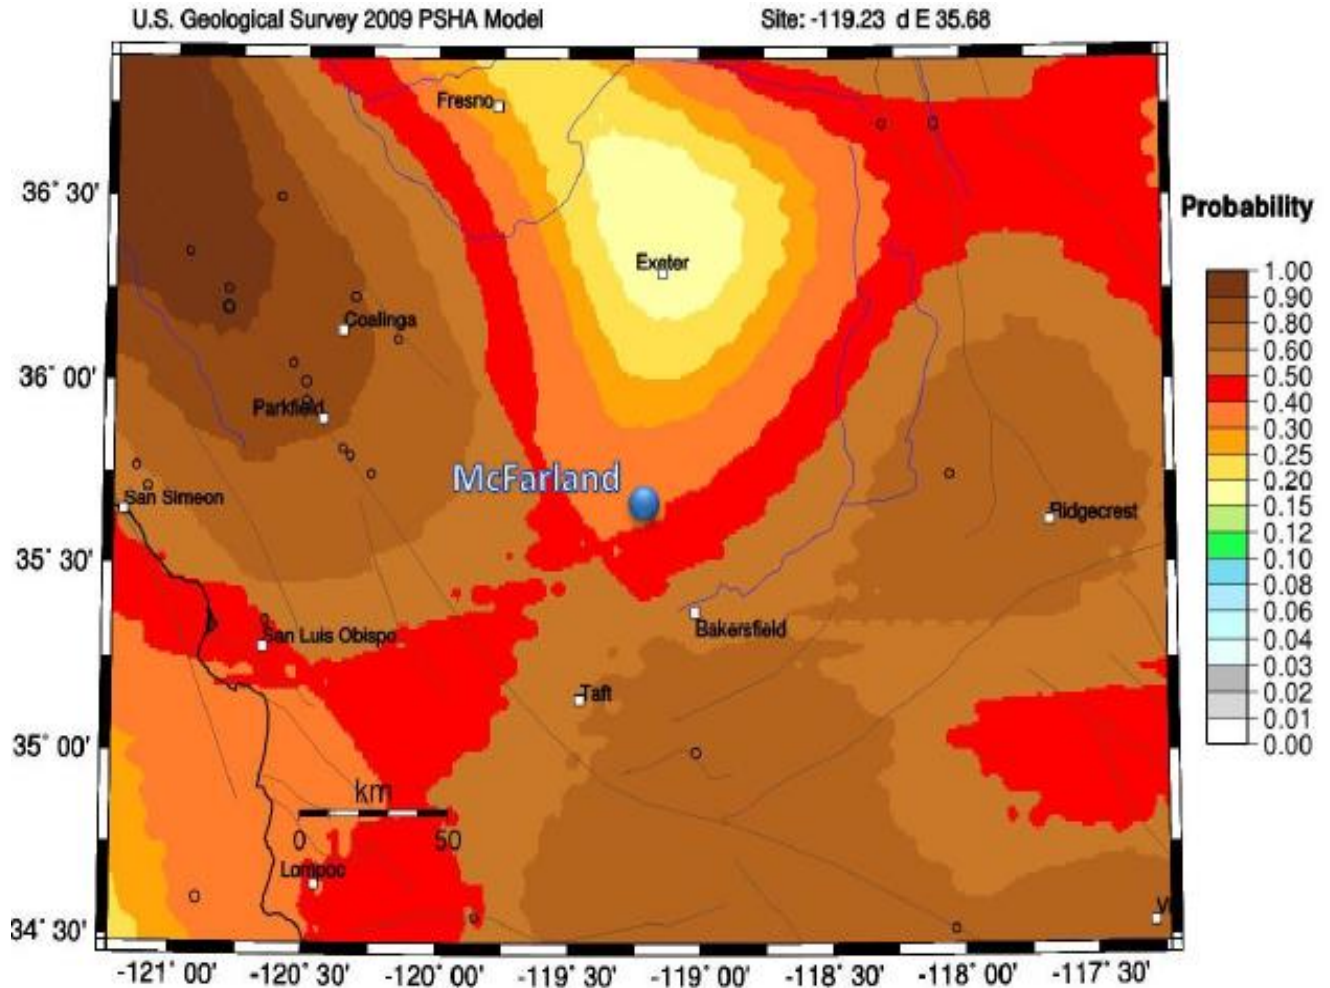 U.S. Geological Survey 2009 PSHA Model
Site: -119.23 d E 35.68
Fresno
36° 30'
Probability
Exeter
1.00
0.90
0.80
0.60
0.50
0.40
0.30
0.25
0.20
0.15
0.12
0.10
0.08
0.06
0.04
0.03
0.02
0.01
0.00
Coalinga
36° 00'
Parkfield
McFarland
San Simeon
Ridgecrest
35° 30'
San Luis Obispo
Bakersfield
Taft
35° 00'
km
0
50
Lompoc
34° 30'
-121° 00'
-120° 30'
-120° 00'
-119° 30'
-119° 00'
-118° 30'
-118° 00'
-117° 30'